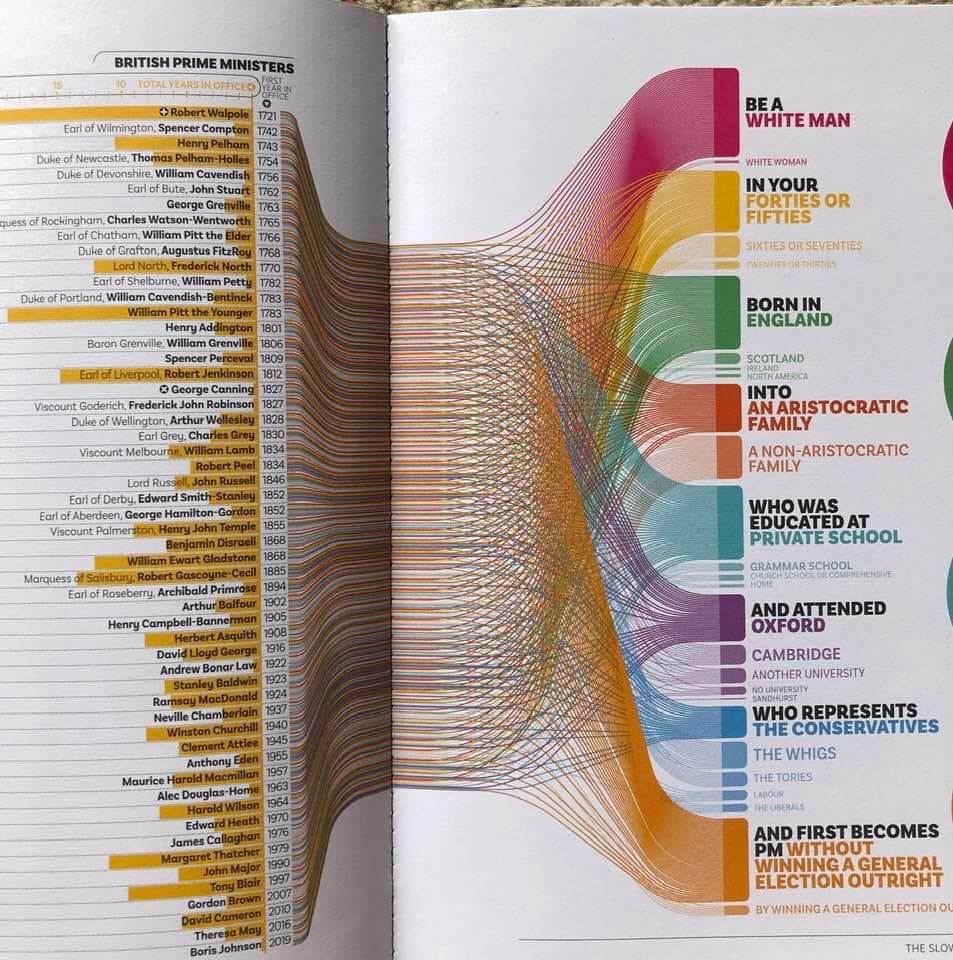 BRITISH PRIME MINISTERS
15 10 TOTAL YEARS IN OFFICE
FIRST
YEAR IN
OFFICE
Robert Walpole 1721
Earl of Wilmington, Spencer Compton 1742
Henry Pelham 1743
Duke of Newcastle, Thomas Pelham-Holles 1754
Duke of Devonshire, William Cavendish 1756
Earl of Bute, John Stuart 1762
George Grenville 1763
quess of Rockingham, Charles Watson-Wentworth 1765
Earl of Chatham, William Pitt the Elder 1766
Duke of Grafton, Augustus FitzRoy 1768
Lord North, Frederick North 1770
Earl of Shelburne, William Petty 1782
Duke of Portland, William Cavendish-Bentinck 1783
William Pitt the Younger 1783
Henry Addington 1801
Baron Grenville, William Grenville 1806
Spencer Perceval 1809
Earl of Liverpool, Robert Jenkinson 1812
George Canning 1827
Viscount Goderich, Frederick John Robinson 1827
Duke of Wellington, Arthur Wellesley 1828
Earl Grey, Charles Grey 1830
Viscount Melbourne, William Lamb 1834
Robert Peel 1834
Lord Russell, John Russell 1846
Earl of Derby, Edward Smith-Stanley 1852
Earl of Aberdeen, George Hamilton-Gordon 1852
Viscount Palmerston, Henry John Temple 1855
Benjamin Disraeli 1868
William Ewart Gladstone 1868
Marquess of Salisbury, Robert Gascoyne-Cecil 1885
Earl of Roseberry, Archibald Primrose 1894
Arthur Balfour 1902
Henry Campbell-Bannerman 1905
Herbert Asquith 1908
David Lloyd George 1916
Andrew Bonar Law 1922
Stanley Baldwin 1923
Ramsay MacDonald 1924
Neville Chamberlain 1937
Winston Churchill 1940
Clement Attlee 1945
Anthony Eden 1955
Maurice Harold Macmillan 1957
Alec Douglas-Home 1963
Harold Wilson 1964
Edward Heath 1970
James Callaghan 1976
Margaret Thatcher 1979
John Major 1990
Tony Blair 1997
Gordon Brown 2007
David Cameron 2010
Theresa May 2016
Boris Johnson 2019
BE A
WHITE MAN
WHITE WOMAN
IN YOUR
FORTIES OR
FIFTIES
SIXTIES OR SEVENTIES
TWENTIES OR THIRTIES
BORN IN
ENGLAND
SCOTLAND
IRELAND
NORTH AMERICA
INTO
AN ARISTOCRATIC
FAMILY
A NON-ARISTOCRATIC
FAMILY
WHO WAS
EDUCATED AT
PRIVATE SCHOOL
GRAMMAR SCHOOL
CHURCH SCHOOL OR COMPREHENSIVE
HOME
AND ATTENDED
OXFORD
CAMBRIDGE
ANOTHER UNIVERSITY
NO UNIVERSITY
SANDHURST
WHO REPRESENTS
THE CONSERVATIVES
THE WHIGS
THE TORIES
LABOUR
THE LIBERALS
AND FIRST BECOMES
PM WITHOUT
WINNING A GENERAL
ELECTION OUTRIGHT
BY WINNING A GENERAL ELECTION OU
THE SLOW